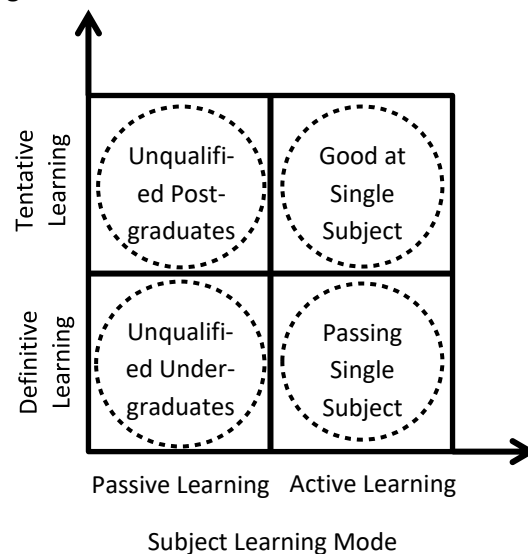 g
Tentative
Learning
Unqualifi-
ed Post-
graduates
Good at
Single
Subject
Definitive
Learning
Unqualifi-
ed Under-
graduates
Passing
Single
Subject
Passive Learning Active Learning
Subject Learning Mode